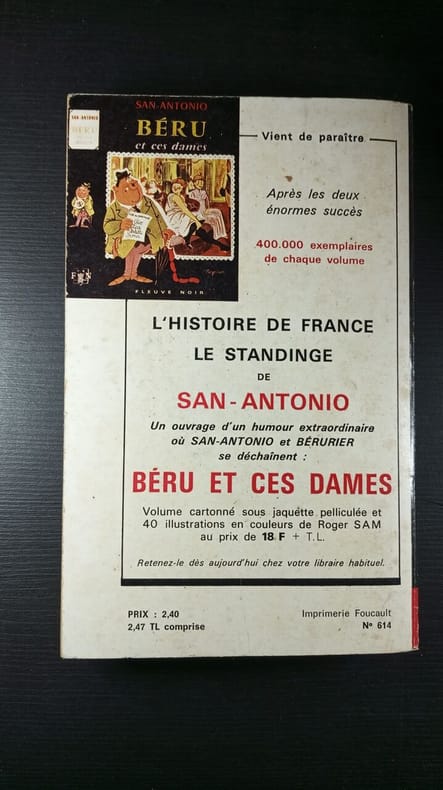 SAN-ANTONIO
BÉRU
SAN-ANTONIO
BÉRU
et ces dames
FLEUVE NOIR
Vient de paraître
Après les deux
énormes succès
400.000 exemplaires
de chaque volume
L'HISTOIRE DE FRANCE
LE STANDINGE
DE
SAN-ANTONIO
Un ouvrage d'un humour extraordinaire
où SAN-ANTONIO et BÉRURIER
se déchaînent :
BÉRU ET CES DAMES
Volume cartonné sous jaquette pelliculée et
40 illustrations en couleurs de Roger SAM
au prix de 18 F + T.L.
Retenez-le dès aujourd'hui chez votre libraire habituel.
PRIX : 2,40
2,47 TL comprise
Imprimerie Foucault
Nº 614